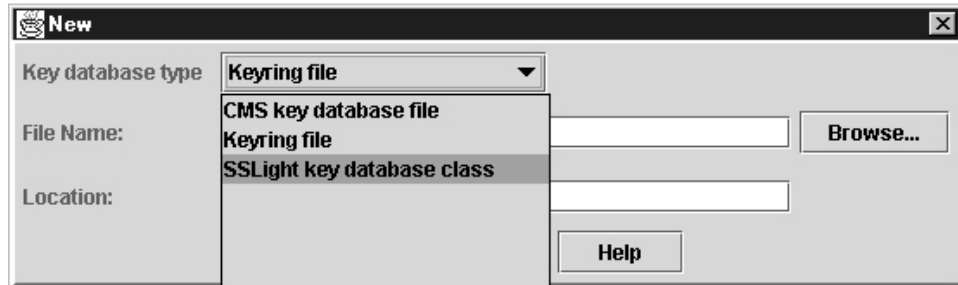 New
Key database type Keyring file
CMS key database file
File Name: Keyring file Browse...
SSLight key database class
Location:
Help